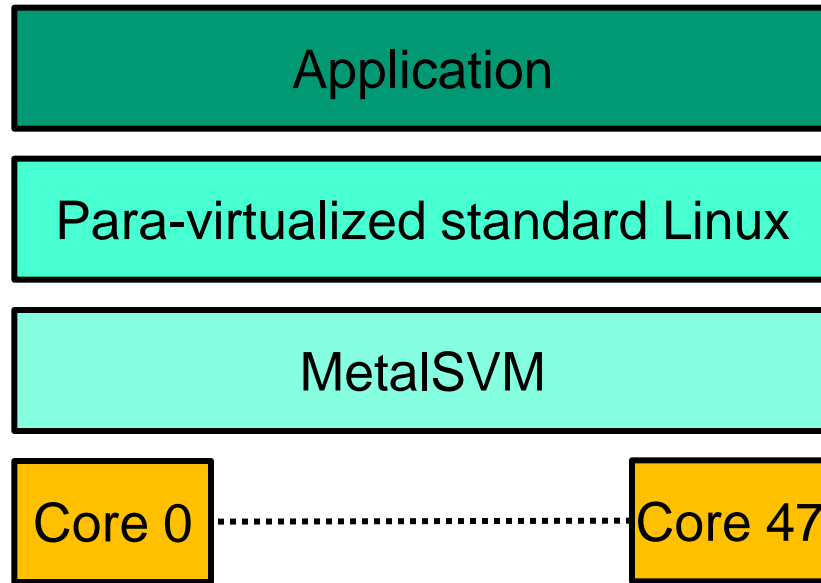 Application
Para-virtualized standard Linux
MetalSVM
Core 0
Core 47